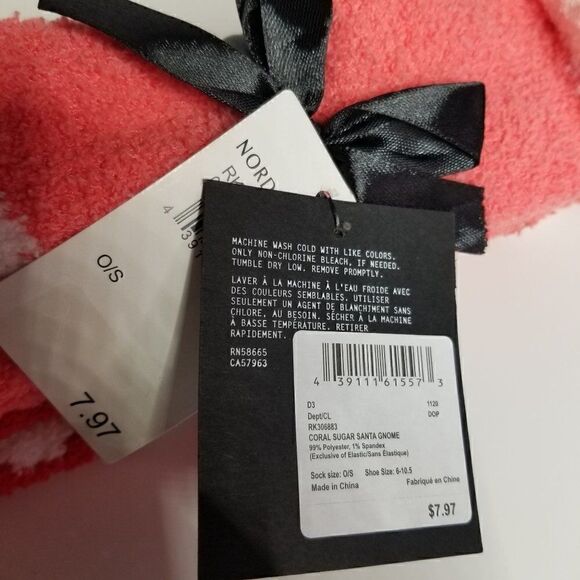 NORD
RK
4 391
O/S
7.97
MACHINE WASH COLD WITH LIKE COLORS.
ONLY NON-CHLORINE BLEACH, IF NEEDED.
TUMBLE DRY LOW. REMOVE PROMPTLY.
LAVER À LA MACHINE À L'EAU FROIDE AVEC
DES COULEURS SEMBLABLES. UTILISER
SEULEMENT UN AGENT DE BLANCHIMENT SANS
CHLORE, AU BESOIN. SÉCHER À LA MACHINE
À BASSE TEMPÉRATURE. RETIRER
RAPIDEMENT.
RN58665
CA57963
4 39111 61557 3
D3 1120
Dept/CL DOP
RK306883
CORAL SUGAR SANTA GNOME
99% Polyester, 1% Spandex
(Exclusive of Elastic/Sans Élastique)
Sock size: O/S Shoe Size: 6-10.5
Made in China Fabriqué en Chine
$7.97